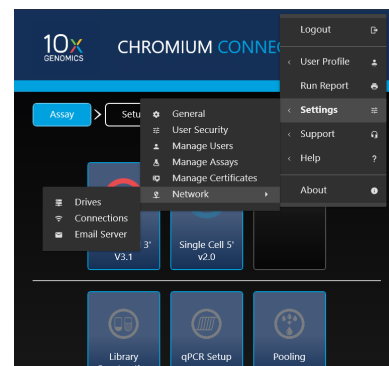 10X
GENOMICS
CHROMIUM CONNE
Logout
User Profile
Run Report
Settings
Support
Help
About
Assay
Setu
General
User Security
Manage Users
Manage Assays
Manage Certificates
Network
Drives
Connections
Email Server
3'
V3.1
Single Cell 5'
v2.0
Library
qPCR Setup
Pooling